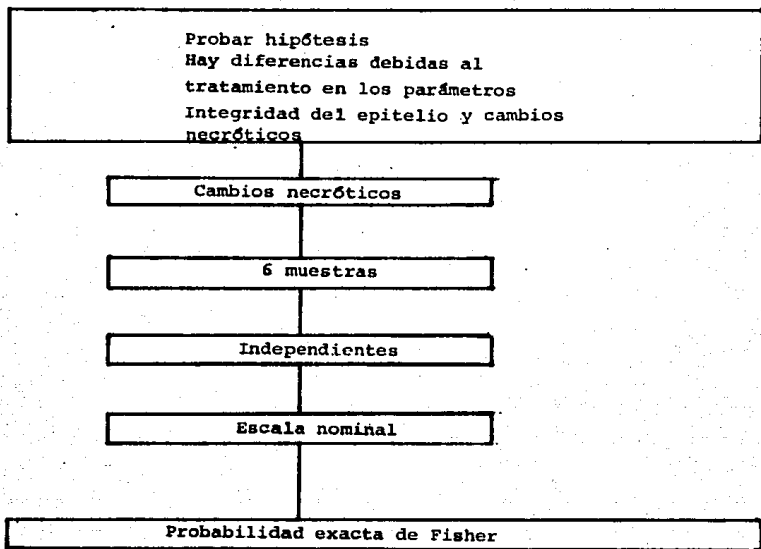 Probar hipótesis
Hay diferencias debidas al
tratamiento en los parámetros
Integridad del epitelio y cambios
necróticos
Cambios necróticos
6 muestras
Independientes
Escala nominal
Probabilidad exacta de Fisher